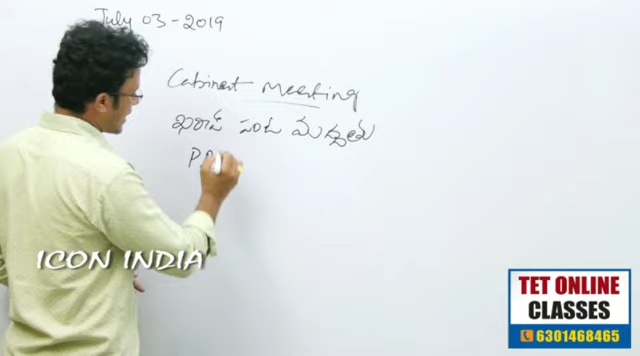 July 03-2019
Cabinet Meeting
ఖరీఫ్ పంట మద్దతు
P
ICON INDIA
TET ONLINE
CLASSES
6301468465